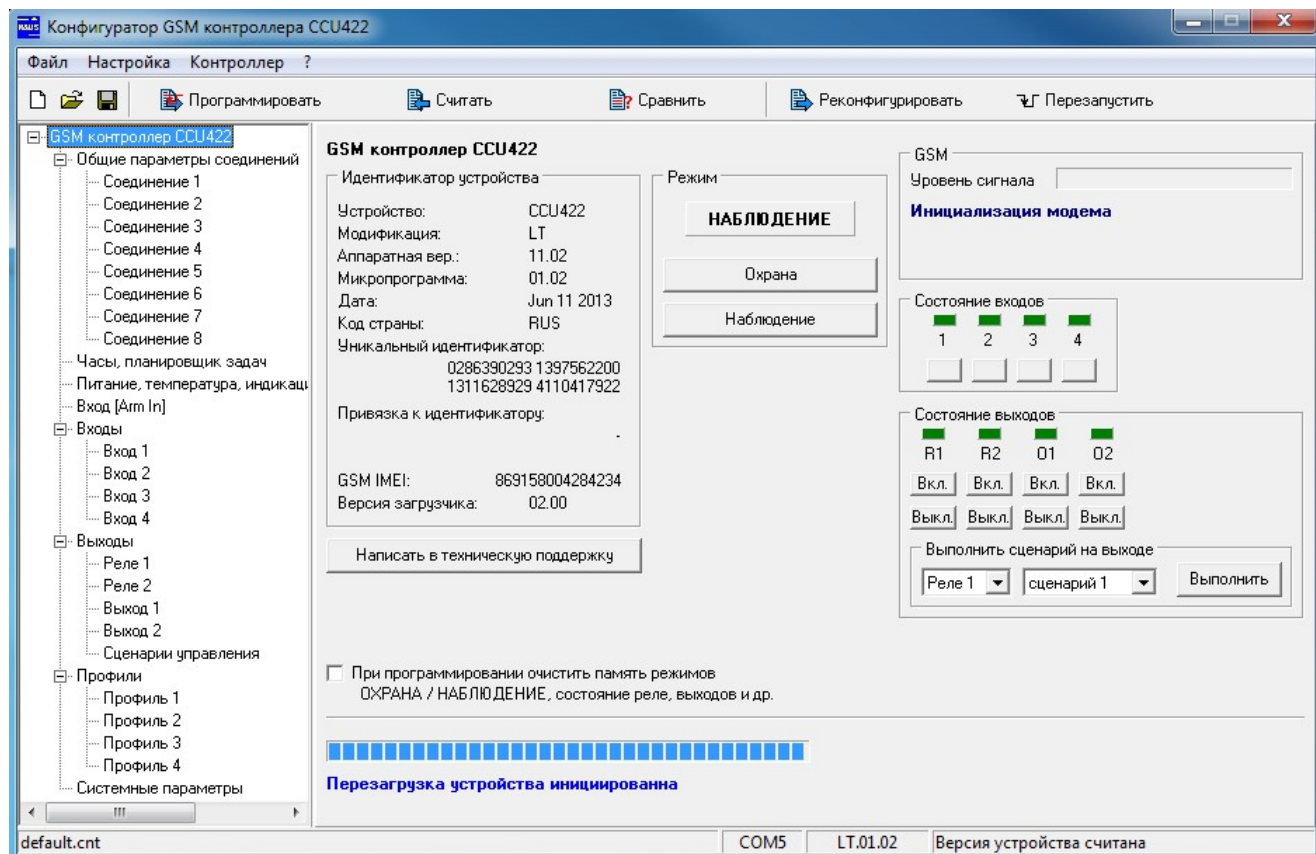 Конфигуратор GSM контроллера CCU422
Файл Настройка Контроллер ?
Программировать Считать Сравнить Реконфигурировать Перезапустить
GSM контроллер CCU422
Общие параметры соединений
Соединение 1
Соединение 2
Соединение 3
Соединение 4
Соединение 5
Соединение 6
Соединение 7
Соединение 8
Часы, планировщик задач
Питание, температура, индикаци
Вход [Arm In]
Входы
Вход 1
Вход 2
Вход 3
Вход 4
Выходы
Реле 1
Реле 2
Выход 1
Выход 2
Сценарии управления
Профили
Профиль 1
Профиль 2
Профиль 3
Профиль 4
Системные параметры
GSM контроллер CCU422
Идентификатор устройства
Устройство: CCU422
Модификация: LT
Аппаратная вер.: 11.02
Микропрограмма: 01.02
Дата: Jun 11 2013
Код страны: RUS
Уникальный идентификатор:
0286390293 1397562200
1311628929 4110417922
Привязка к идентификатору:
-
GSM IMEI: 869158004284234
Версия загрузчика: 02.00
Написать в техническую поддержку
Режим
НАБЛЮДЕНИЕ
Охрана
Наблюдение
GSM
Уровень сигнала
Инициализация модема
Состояние входов
1 2 3 4
Состояние выходов
R1 R2 O1 O2
Вкл. Вкл. Вкл. Вкл.
Выкл. Выкл. Выкл. Выкл.
Выполнить сценарий на выходе
Реле 1 сценарий 1 Выполнить
При программировании очистить память режимов
ОХРАНА / НАБЛЮДЕНИЕ, состояние реле, выходов и др.
Перезагрузка устройства инициированна
default.cnt COM5 LT.01.02 Версия устройства считана